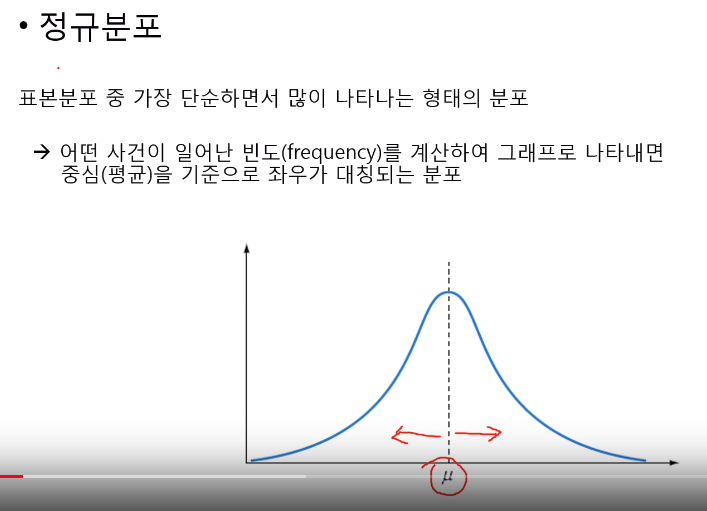 • 정규분포
표본분포 중 가장 단순하면서 많이 나타나는 형태의 분포
→ 어떤 사건이 일어난 빈도(frequency)를 계산하여 그래프로 나타내면
중심(평균)을 기준으로 좌우가 대칭되는 분포
μ